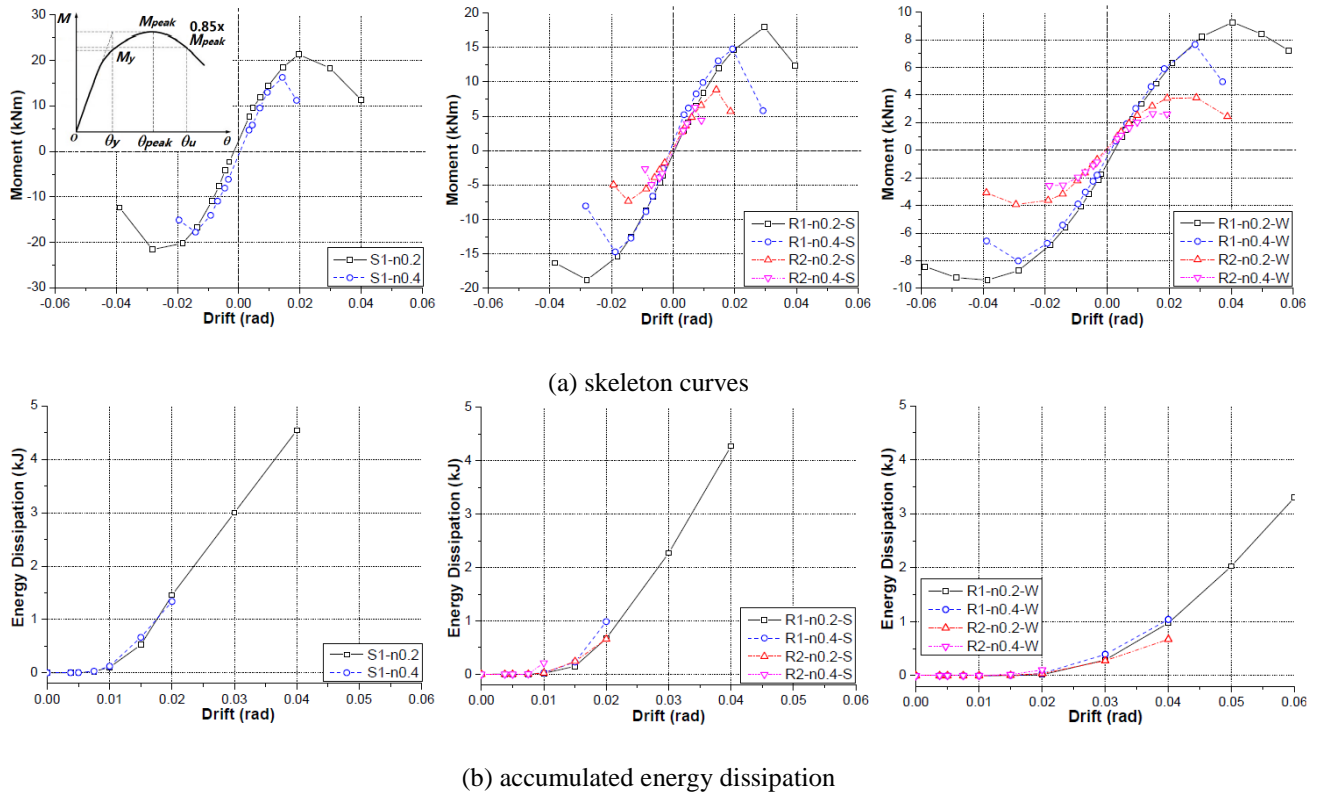 30
20
10
0
-10
-20
-30
Moment (kNm)
M
Mpeak
0.85x
Mpeak
My
0
θy
θpeak
θu
θ
S1-n0.2
S1-n0.4
-0.06 -0.04 -0.02 0.00 0.02 0.04 0.06
Drift (rad)
25
20
15
10
5
0
-5
-10
-15
-20
Moment (kNm)
R1-n0.2-S
R1-n0.4-S
R2-n0.2-S
R2-n0.4-S
-0.06 -0.04 -0.02 0.00 0.02 0.04 0.06
Drift (rad)
10
8
6
4
2
0
-2
-4
-6
-8
-10
Moment (kNm)
R1-n0.2-W
R1-n0.4-W
R2-n0.2-W
R2-n0.4-W
-0.06 -0.04 -0.02 0.00 0.02 0.04 0.06
Drift (rad)
(a) skeleton curves
5
4
3
2
1
0
Energy Dissipation (kJ)
S1-n0.2
S1-n0.4
0.00 0.01 0.02 0.03 0.04 0.05 0.06
Drift (rad)
5
4
3
2
1
0
Energy Dissipation (kJ)
R1-n0.2-S
R1-n0.4-S
R2-n0.2-S
R2-n0.4-S
0.00 0.01 0.02 0.03 0.04 0.05 0.06
Drift (rad)
5
4
3
2
1
0
Energy Dissipation (kJ)
R1-n0.2-W
R1-n0.4-W
R2-n0.2-W
R2-n0.4-W
0.00 0.01 0.02 0.03 0.04 0.05 0.06
Drift (rad)
(b) accumulated energy dissipation